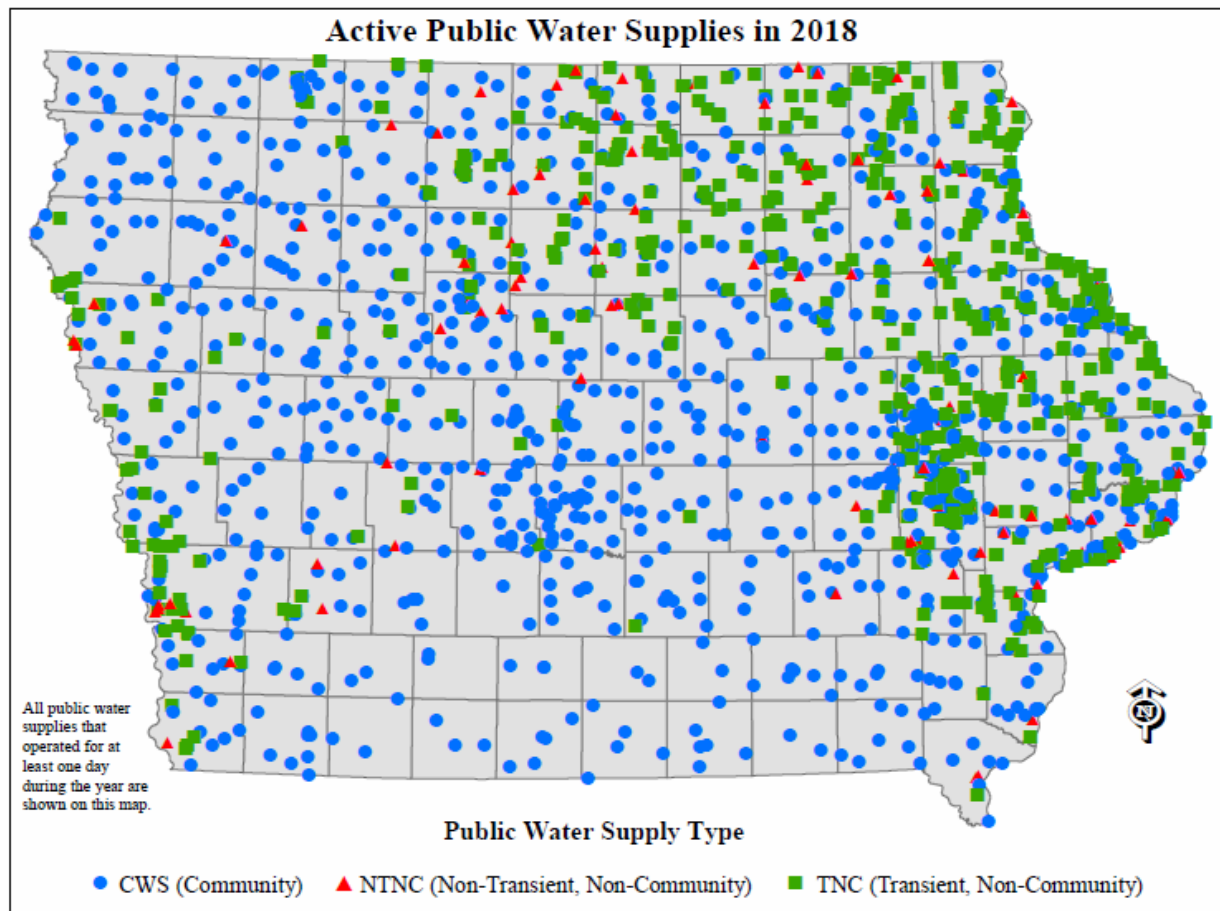 Active Public Water Supplies in 2018
All public water
supplies that
operated for at
least one day
during the year are
shown on this map.
N
Public Water Supply Type
CWS (Community)
NTNC (Non-Transient, Non-Community)
TNC (Transient, Non-Community)